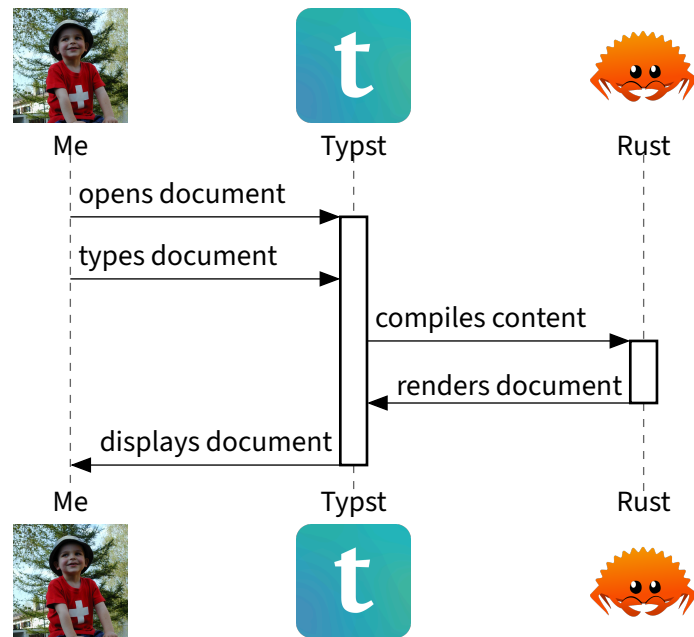 t
Me Typst Rust
opens document
types document
compiles content
renders document
displays document
Me Typst Rust
t